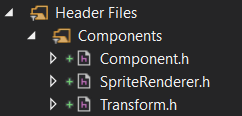 Header Files
Components
Component.h
SpriteRenderer.h
Transform.h